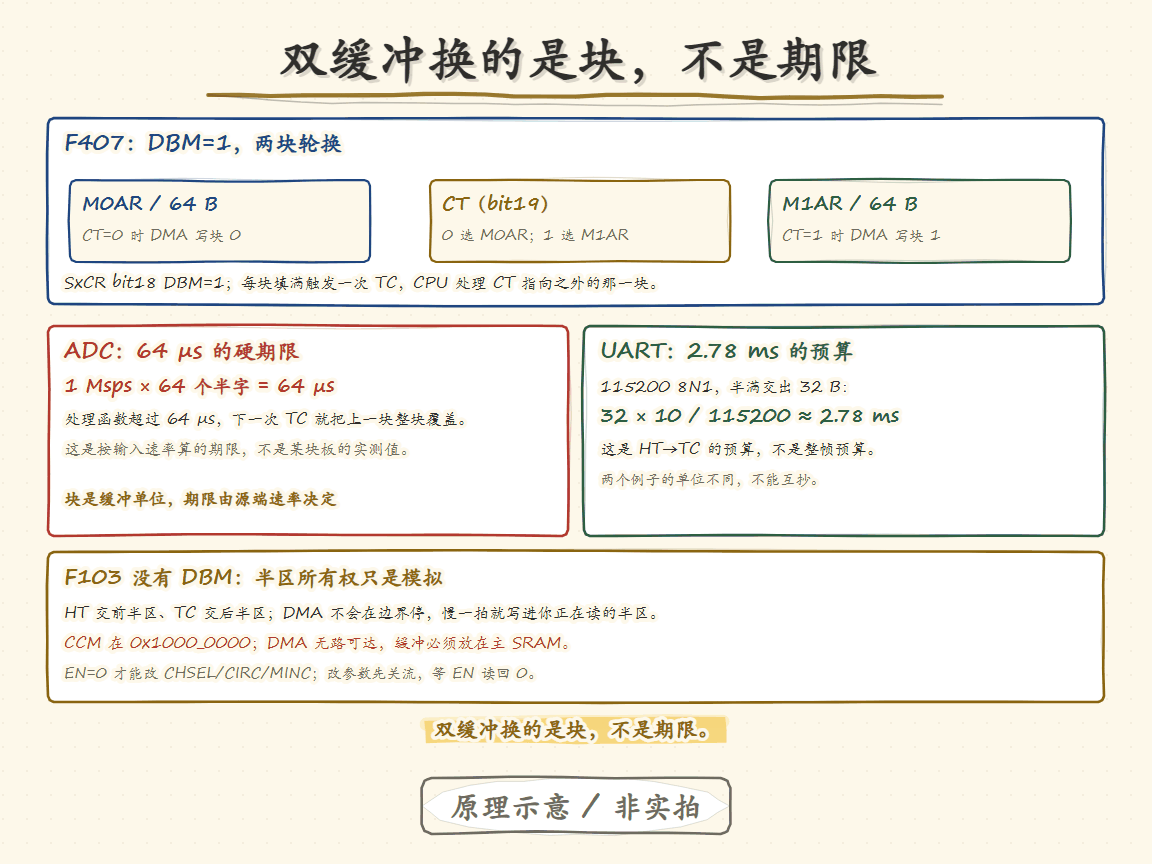 双缓冲换的是块，不是期限
F407：DBM=1，两块轮换
M0AR / 64 B
CT=0 时 DMA 写块 0
CT（bit19）
0 选 M0AR；1 选 M1AR
M1AR / 64 B
CT=1 时 DMA 写块 1
SxCR bit18 DBM=1；每块填满触发一次 TC，CPU 处理 CT 指向之外的那一块。
ADC：64 μs 的硬期限
1 Msps × 64 个半字 = 64 μs
处理函数超过 64 μs，下一次 TC 就把上一块整块覆盖。
这是按输入速率算的期限，不是某块板的实测值。
块是缓冲单位，期限由源端速率决定
UART：2.78 ms 的预算
115200 8N1，半满交出 32 B：
32 × 10 / 115200 ≈ 2.78 ms
这是 HT→TC 的预算，不是整帧预算。
两个例子的单位不同，不能互抄。
F103 没有 DBM：半区所有权只是模拟
HT 交前半区、TC 交后半区；DMA 不会在边界停，慢一拍就写进你正在读的半区。
CCM 在 0x1000_0000；DMA 无路可达，缓冲必须放在主 SRAM。
EN=0 才能改 CHSEL/CIRC/MINC；改参数先关流，等 EN 读回 0。
双缓冲换的是块，不是期限。
原理示意 / 非实拍